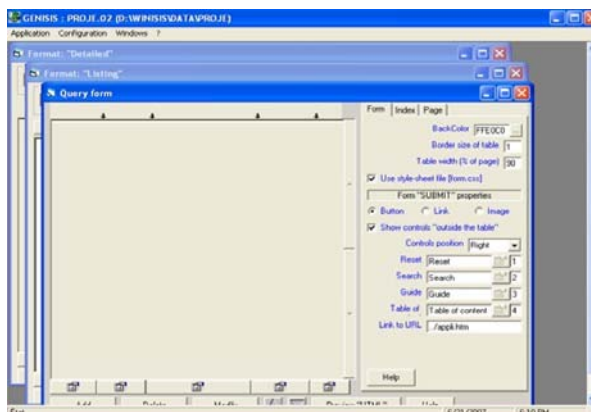 GENISIS : PROJE.02 (D:\WINISIS\DATA\PROJE)
Application Configuration Windows ?
Format: "Detailed"
Format: "Listing"
Query form
Form Index Page
BackColor FFE0C0 ...
Border size of table 1
Table width (% of page) 90
Use style-sheet file [form.css]
Form "SUBMIT" properties
Button Link Image
Show controls "outside the table"
Controls position Right
Reset Reset 1
Search Search 2
Guide Guide 3
Table of Table of content 4
Link to URL ../appli.htm
Help